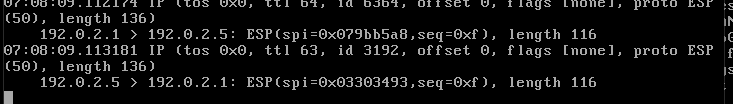 07:08:09.112174 IP (tos 0x0, ttl 64, id 6364, offset 0, flags [none], proto ESP
(50), length 136)
192.0.2.1 > 192.0.2.5: ESP(spi=0x079bb5a8,seq=0xf), length 116
07:08:09.113181 IP (tos 0x0, ttl 63, id 3192, offset 0, flags [none], proto ESP
(50), length 136)
192.0.2.5 > 192.0.2.1: ESP(spi=0x03303493,seq=0xf), length 116